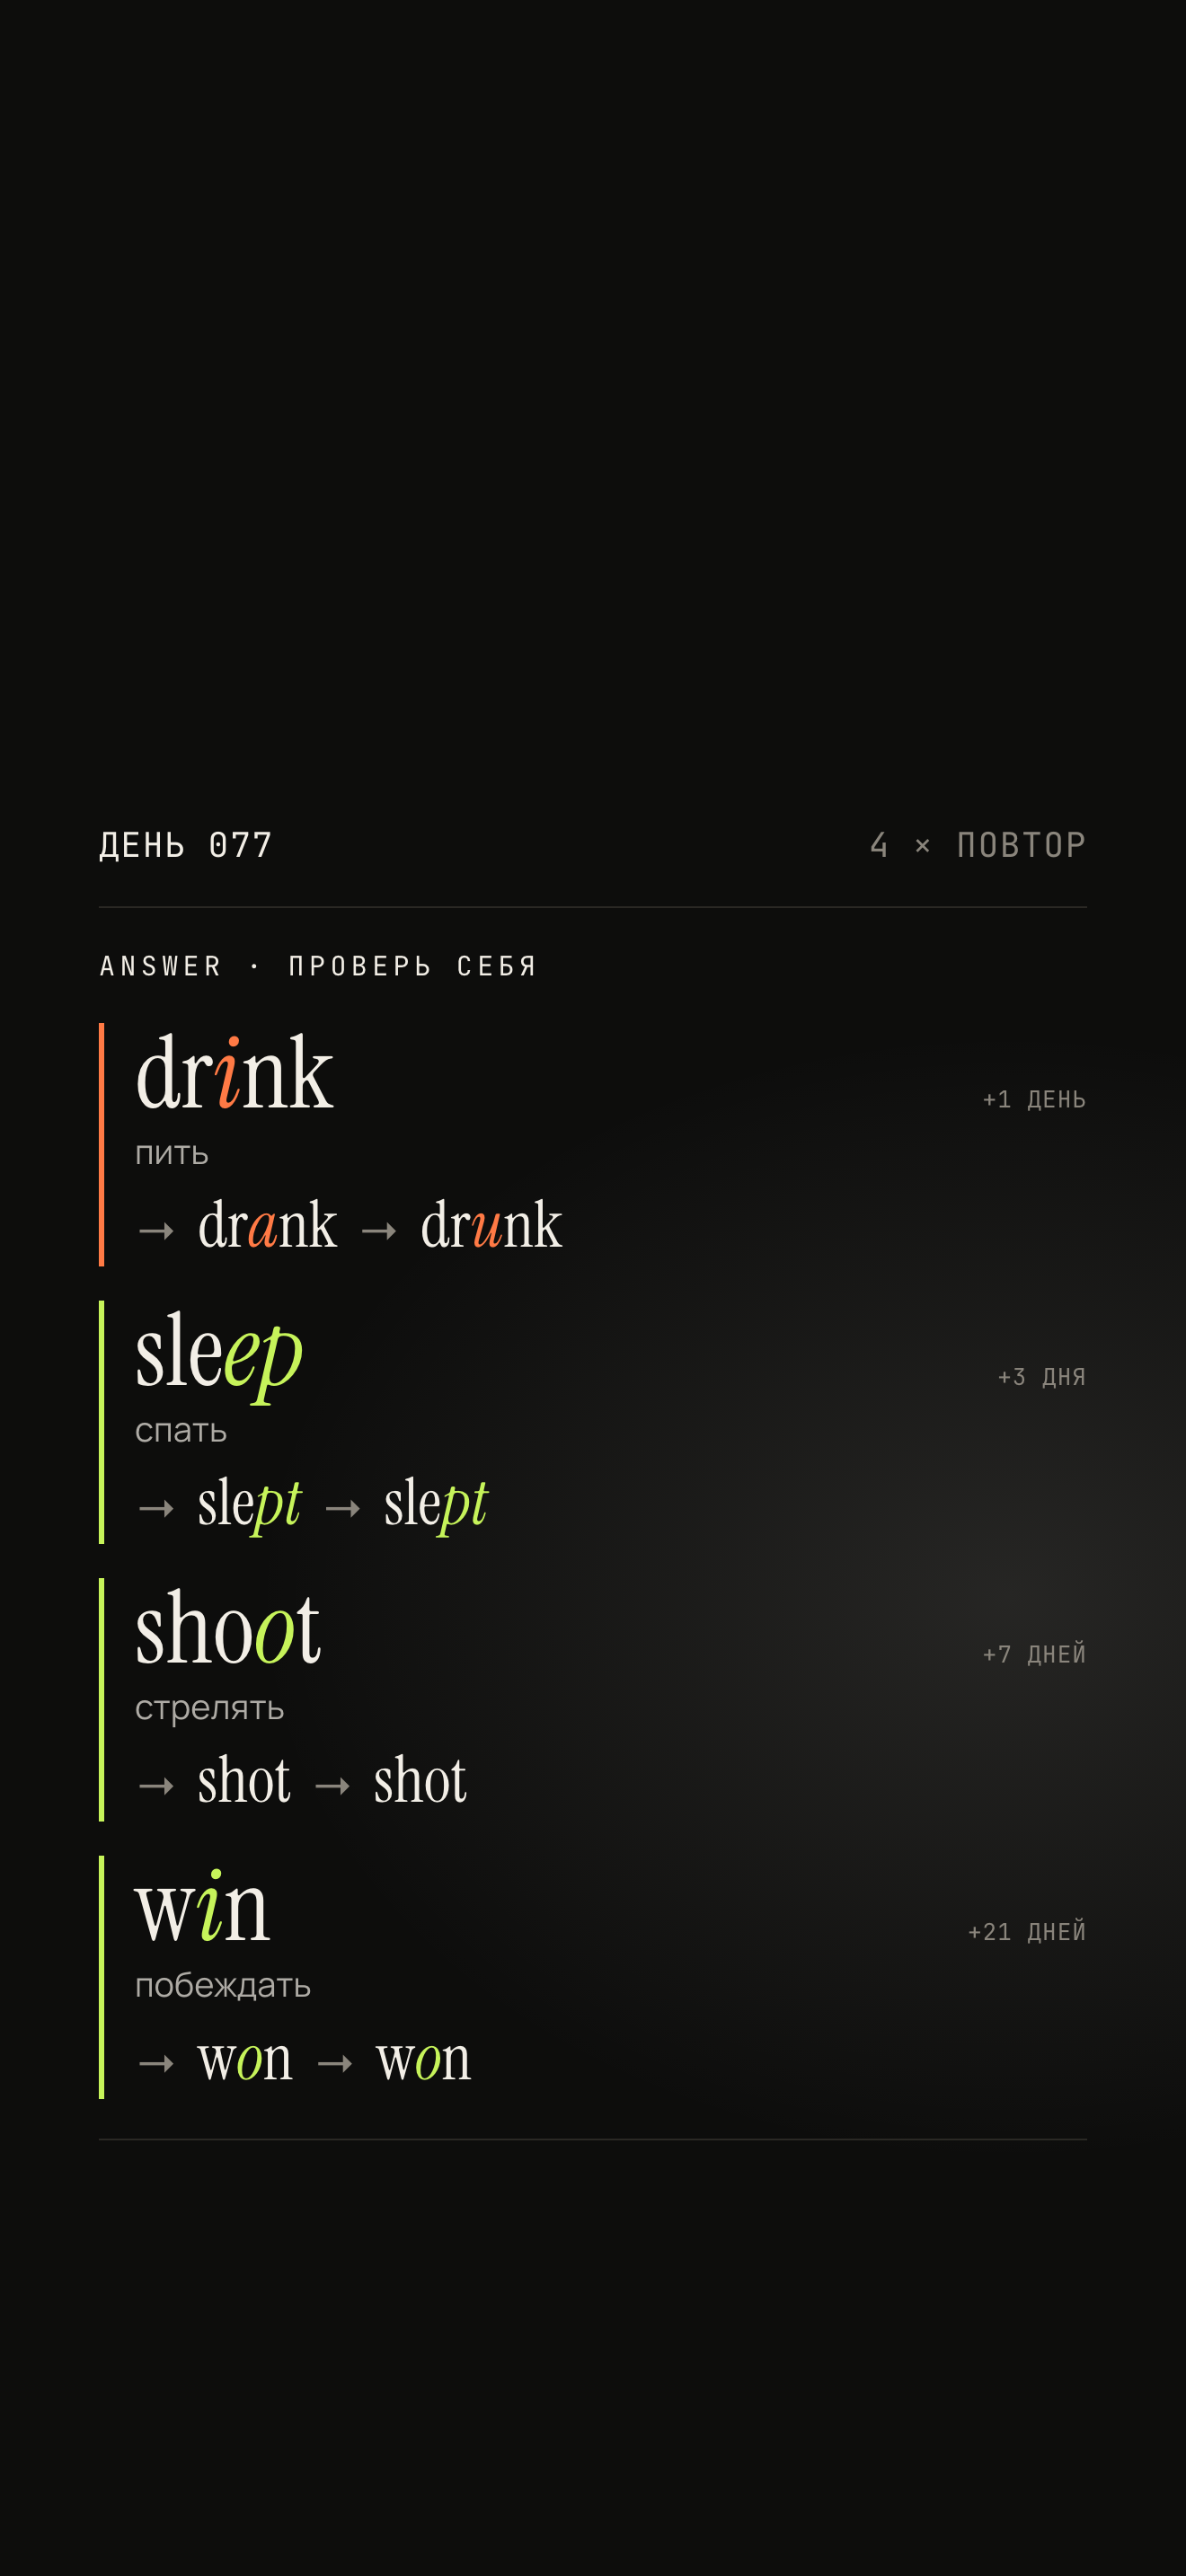 ДЕНЬ 077
4 × ПОВТОР
ANSWER · ПРОВЕРЬ СЕБЯ
drink
+1 ДЕНЬ
пить
→ drank → drunk
sleep
+3 ДНЯ
спать
→ slept → slept
shoot
+7 ДНЕЙ
стрелять
→ shot → shot
win
+21 ДНЕЙ
побеждать
→ won → won